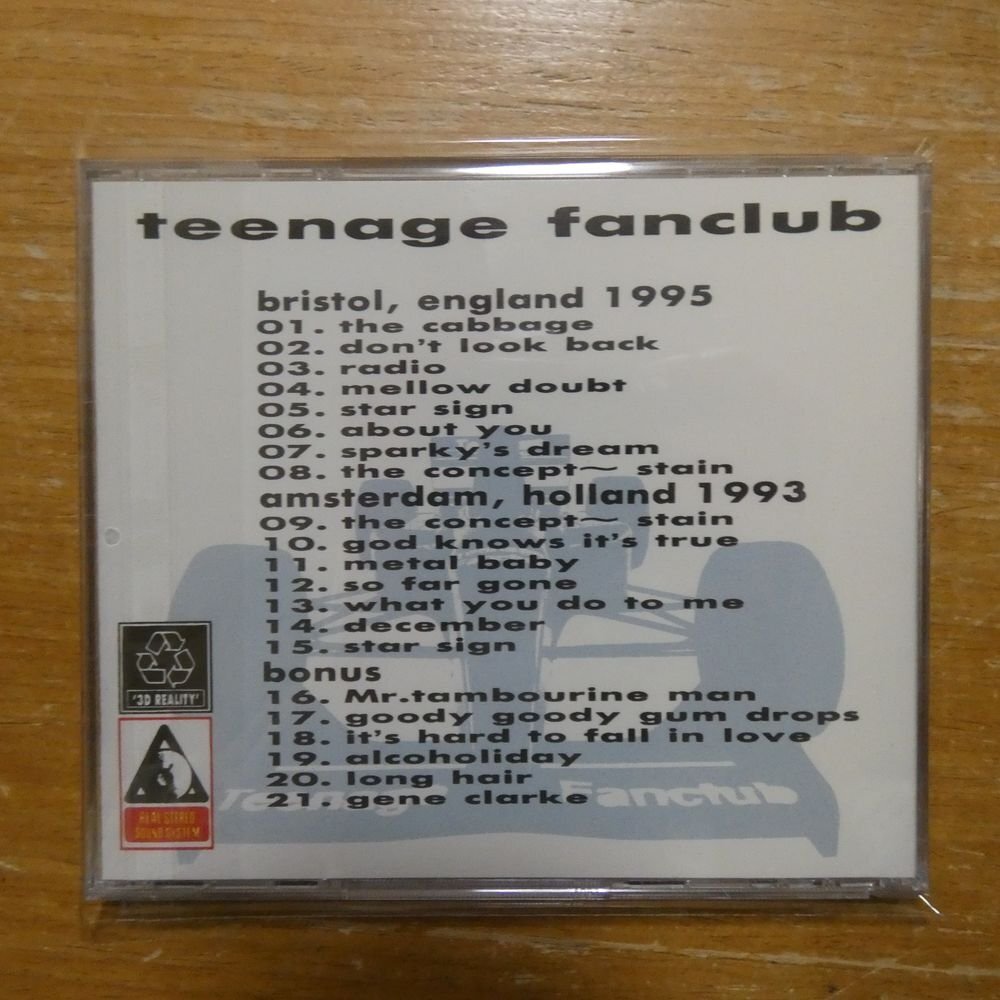 teenage fanclub
bristol, england 1995
01. the cabbage
02. don't look back
03. radio
04. mellow doubt
05. star sign
06. about you
07. sparky's dream
08. the concept~ stain
amsterdam, holland 1993
09. the concept~ stain
10. god knows it's true
11. metal baby
12. so far gone
13. what you do to me
14. december
15. star sign
bonus
16. Mr.tambourine man
17. goody goody gum drops
18. it's hard to fall in love
19. alcoholiday
20. long hair
21. gene clarke
Teenage Fanclub
'3D REALITY'
REAL STEREO
SOUND SYSTEM